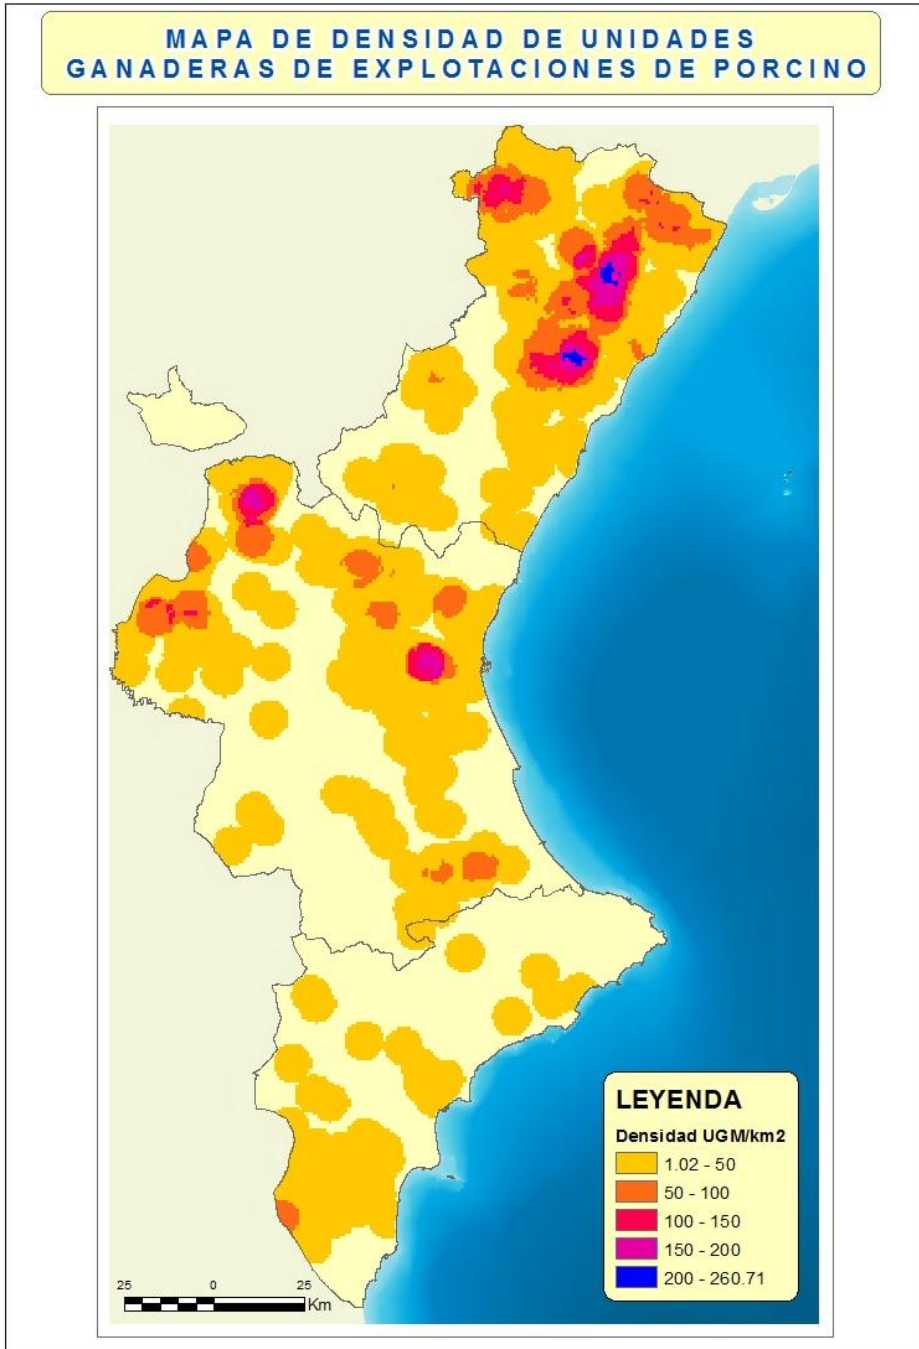 MAPA DE DENSIDAD DE UNIDADES
GANADERAS DE EXPLOTACIONES DE PORCINO
LEYENDA
Densidad UGM/km2
1.02 - 50
50 - 100
100 - 150
150 - 200
200 - 260.71
25 0 25
Km